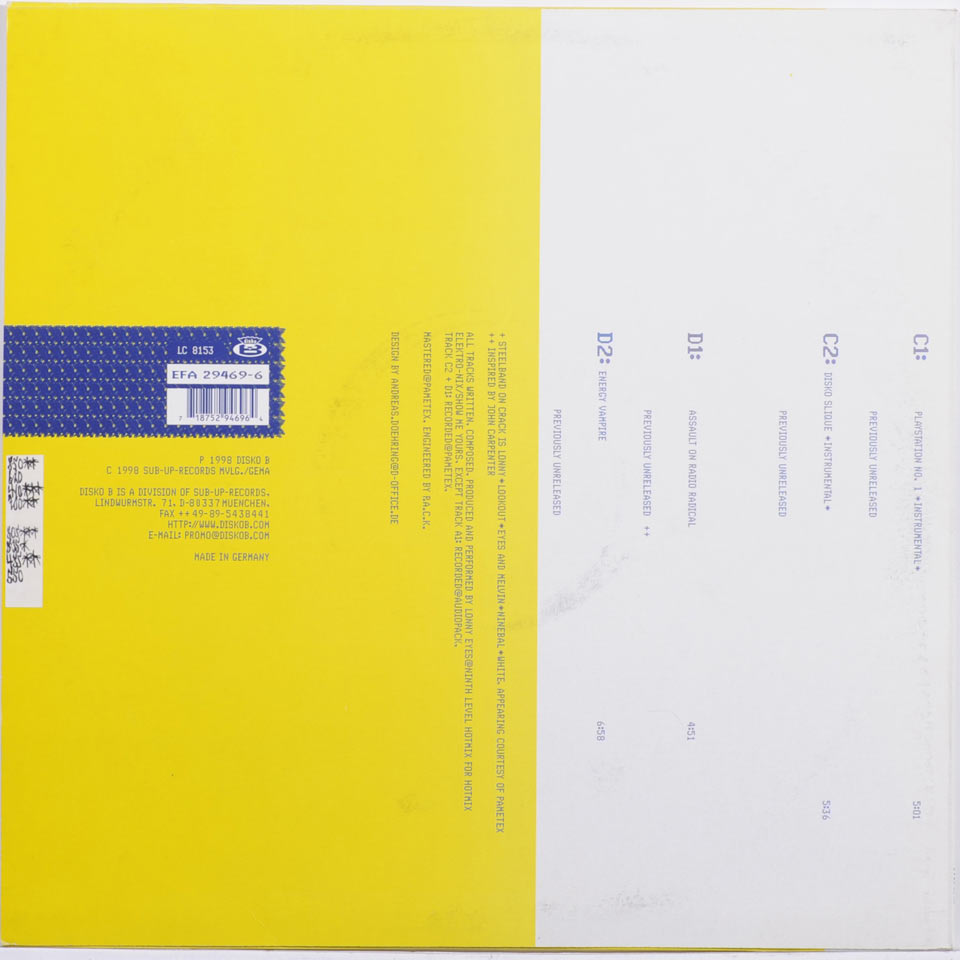 C1: PLAYSTATION NO. 1 *INSTRUMENTAL* 5:01
PREVIOUSLY UNRELEASED
C2: DISKO SLIQUE *INSTRUMENTAL* 5:36
PREVIOUSLY UNRELEASED
D1: ASSAULT ON RADIO RADICAL 4:51
PREVIOUSLY UNRELEASED ++
D2: ENERGY VAMPIRE 6:58
PREVIOUSLY UNRELEASED
+ STEELBAND ON CRACK IS LONNY*LOOKOUT*EYES AND MELVIN*NINEBAL*WHITE. APPEARING COURTESY OF PAMETEX
++ INSPIRED BY JOHN CARPENTER
ALL TRACKS WRITTEN, COMPOSED, PRODUCED AND PERFORMED BY LONNY EYES@NINTH LEVEL HOTMIX FOR HOTMIX
ELEKTRO-NIX/SHOW ME YOURS. EXCEPT TRACK A1: RECORDED@AUDIOPACK.
TRACK C2 + D1: RECORDED@PAMETEX.
MASTERED@PAMETEX. ENGINEERED BY R.A.C.K.
DESIGN BY ANDREAS.DOEHRING@D-OFFICE.DE
LC 8153
disko B
EFA 29469-6
7 18752 94696 4
P 1998 DISKO B
C 1998 SUB-UP-RECORDS MVLG./GEMA
DISKO B IS A DIVISION OF SUB-UP-RECORDS.
LINDWURMSTR. 71. D-80337 MUENCHEN.
FAX ++49-89-5438441
HTTP://WWW.DISKOB.COM
E-MAIL: PROMO@DISKOB.COM
MADE IN GERMANY